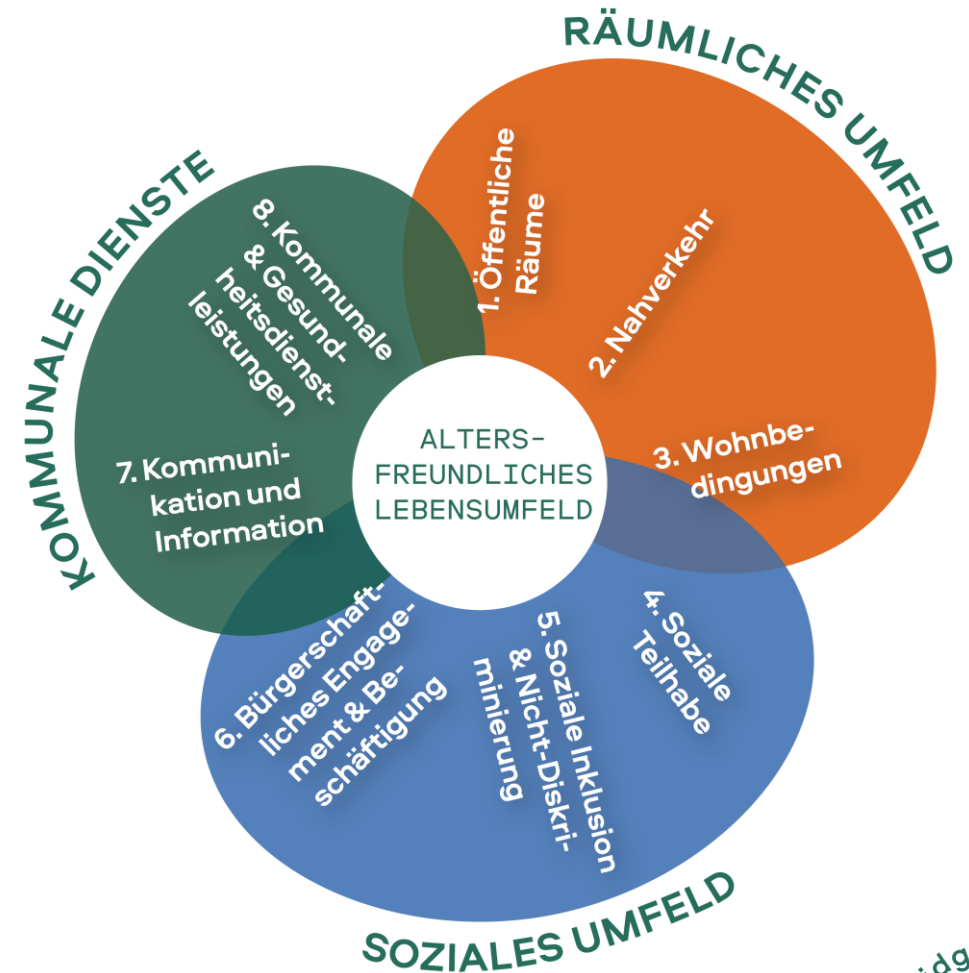 RÄUMLICHES UMFELD
1. Öffentliche
Räume
2. Nahverkehr
3. Wohnbe-
dingungen
SOZIALES UMFELD
4. Soziale
Teilhabe
5. Soziale Inklusion
& Nicht-Diskri-
minierung
6. Bürgerschaft-
liches Engage-
ment & Be-
schäftigung
KOMMUNALE DIENSTE
7. Kommuni-
kation und
Information
8. Kommunale
& Gesund-
heitsdienst-
leistungen
ALTERS-
FREUNDLICHES
LEBENSUMFELD